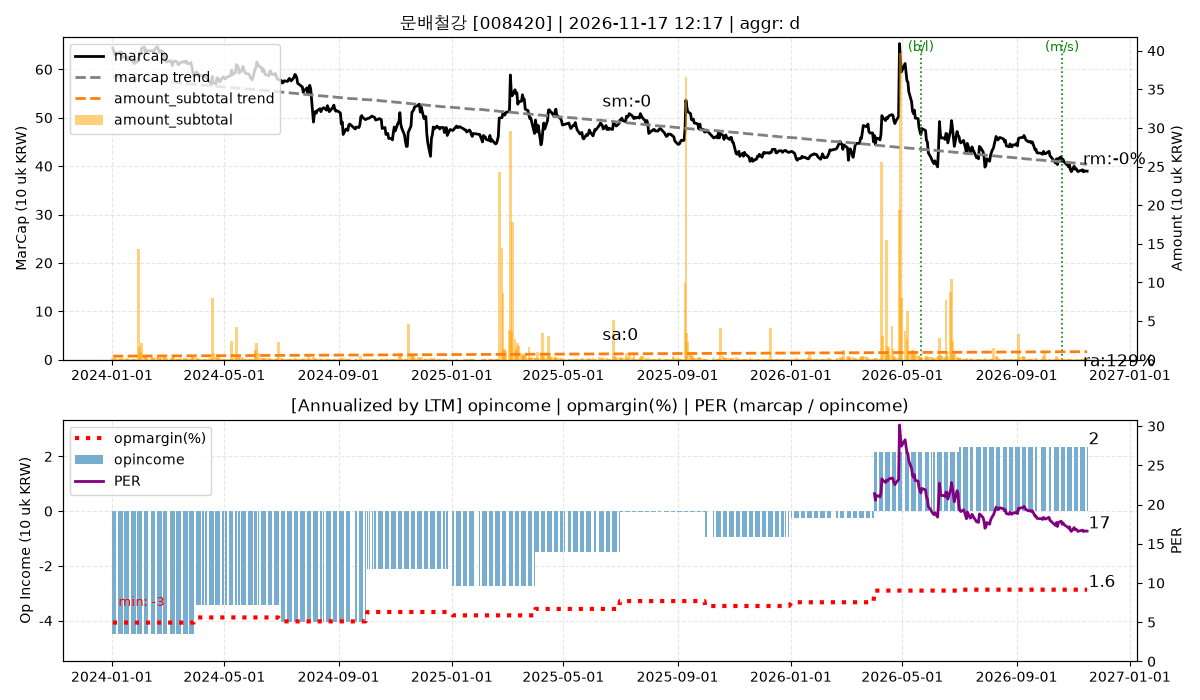 문배철강 [008420] | 2026-11-17 12:17 | aggr: d
marcap
marcap trend
amount_subtotal trend
amount_subtotal
(b/l)
(m/s)
sm:-0
rm:-0%
sa:0
ra:129%
MarCap (10 uk KRW)
0
10
20
30
40
50
60
Amount (10 uk KRW)
0
5
10
15
20
25
30
35
40
2024-01-01 2024-05-01 2024-09-01 2025-01-01 2025-05-01 2025-09-01 2026-01-01 2026-05-01 2026-09-01 2027-01-01
[Annualized by LTM] opincome | opmargin(%) | PER (marcap / opincome)
opmargin(%)
opincome
PER
2
17
1.6
min: -3
Op Income (10 uk KRW)
2
0
-2
-4
PER
0
5
10
15
20
25
30
2024-01-01 2024-05-01 2024-09-01 2025-01-01 2025-05-01 2025-09-01 2026-01-01 2026-05-01 2026-09-01 2027-01-01